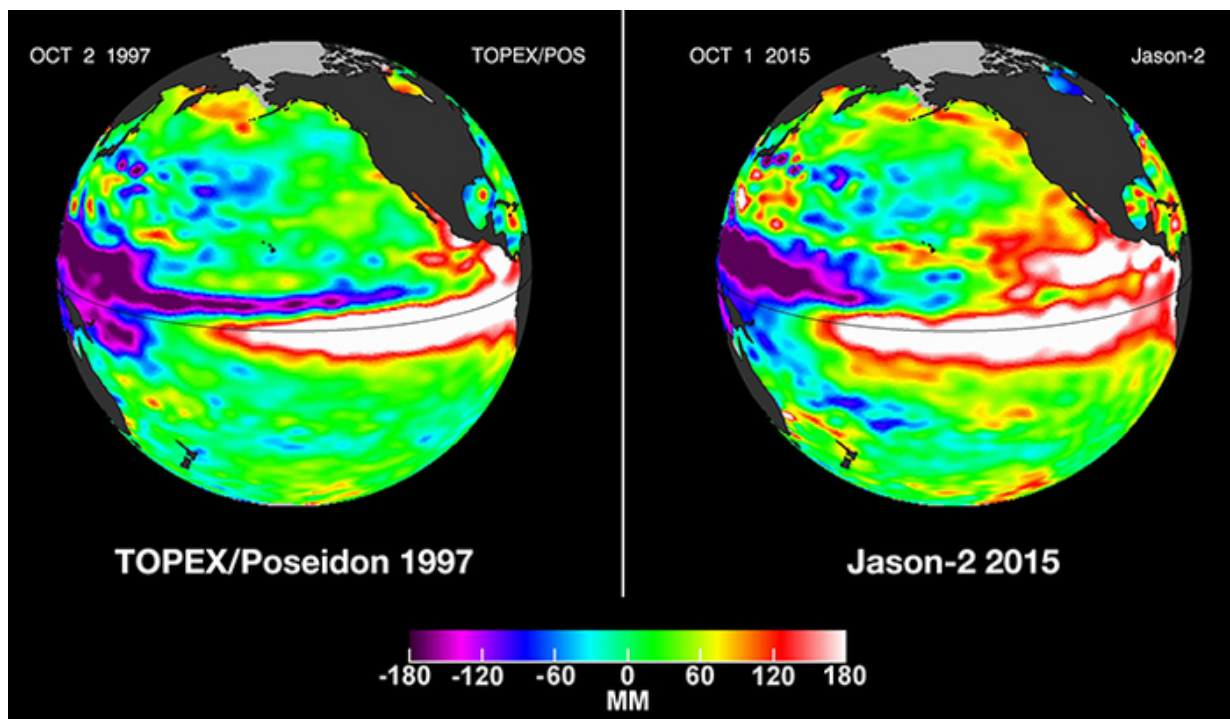 OCT 2 1997
TOPEX/POS
OCT 1 2015
Jason-2
TOPEX/Poseidon 1997
Jason-2 2015
-180 -120 -60 0 60 120 180
MM